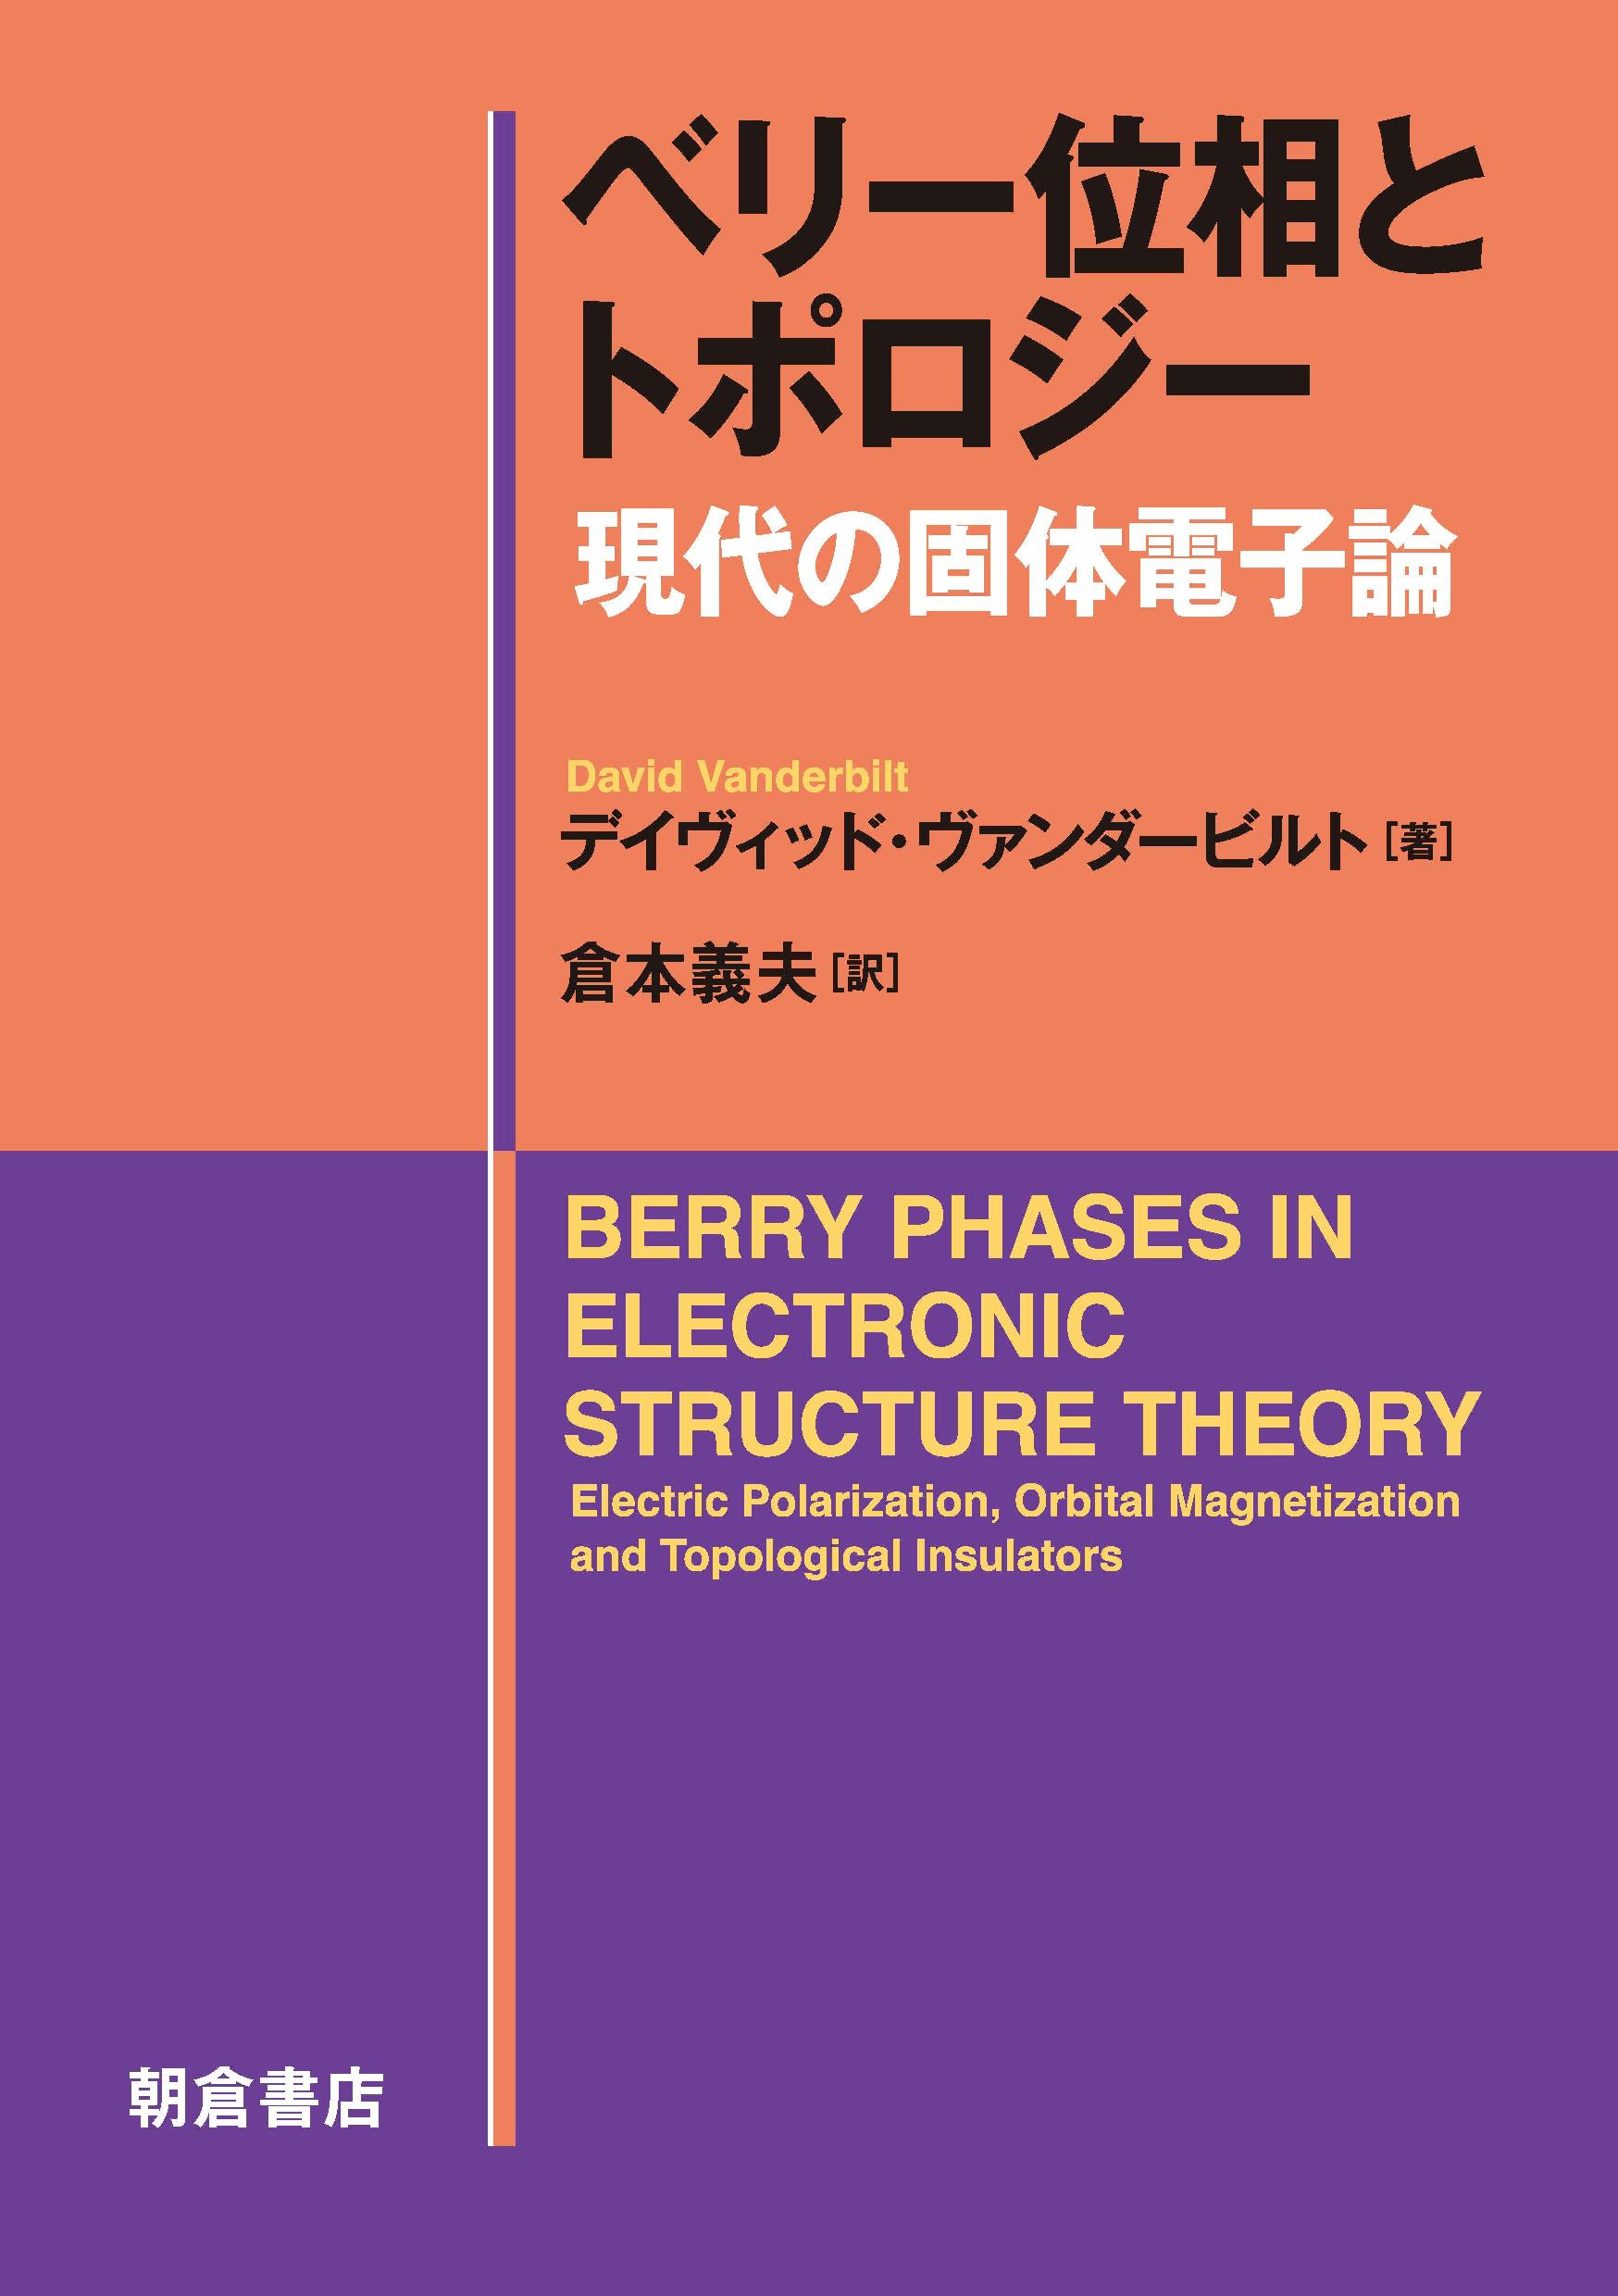 ベリー位相と
トポロジー
現代の固体電子論
David Vanderbilt
デイヴィッド・ヴァンダービルト[著]
倉本義夫[訳]
BERRY PHASES IN
ELECTRONIC
STRUCTURE THEORY
Electric Polarization, Orbital Magnetization
and Topological Insulators
朝倉書店